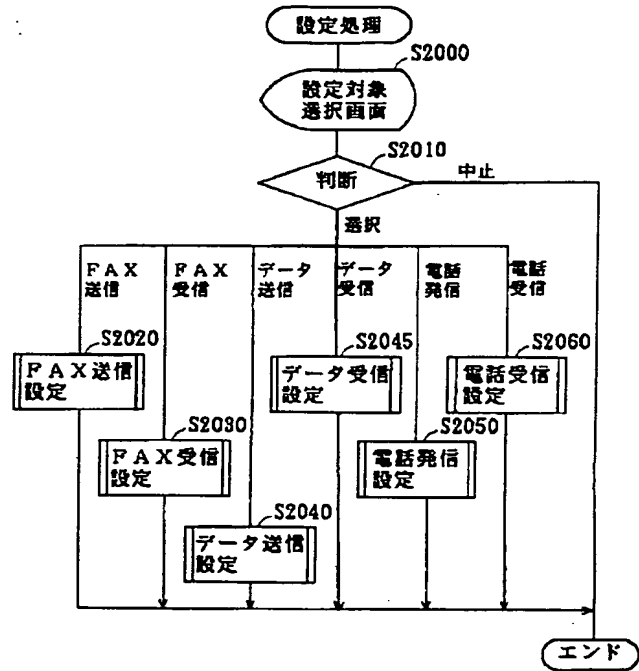 設定処理
S2000
設定対象
選択画面
S2010
判断
中止
選択
FAX
送信
FAX
受信
データ
送信
データ
受信
電話
発信
電話
受信
S2020
FAX送信
設定
S2045
データ受信
設定
S2060
電話受信
設定
S2030
FAX受信
設定
S2050
電話発信
設定
S2040
データ送信
設定
エンド